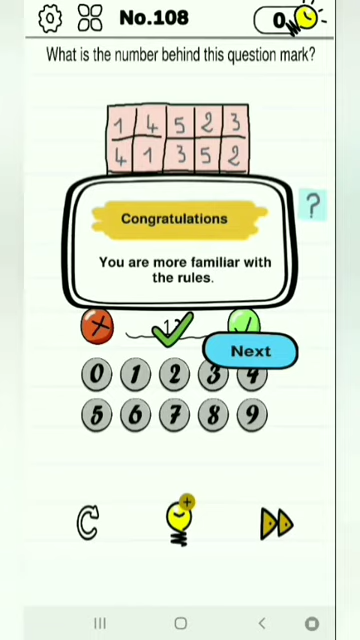 No.108
0
What is the number behind this question mark?
1 4 5 2 3
4 1 3 5 2
?
Congratulations
You are more familiar with
the rules.
Next
0 1 2 3 4
5 6 7 8 9